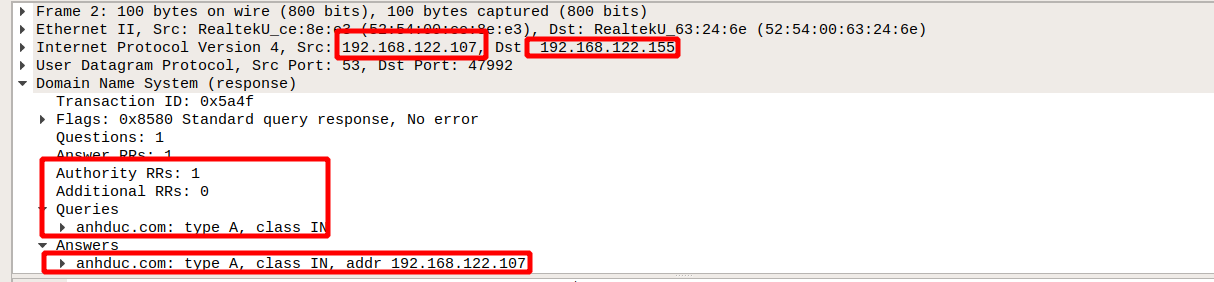 Frame 2: 100 bytes on wire (800 bits), 100 bytes captured (800 bits)
Ethernet II, Src: RealtekU_ce:8e:e3 (52:54:00:ce:8e:e3), Dst: RealtekU_63:24:6e (52:54:00:63:24:6e)
Internet Protocol Version 4, Src: 192.168.122.107, Dst: 192.168.122.155
User Datagram Protocol, Src Port: 53, Dst Port: 47992
Domain Name System (response)
Transaction ID: 0x5a4f
Flags: 0x8580 Standard query response, No error
Questions: 1
Answer RRs: 1
Authority RRs: 1
Additional RRs: 0
Queries
anhduc.com: type A, class IN
Answers
anhduc.com: type A, class IN, addr 192.168.122.107